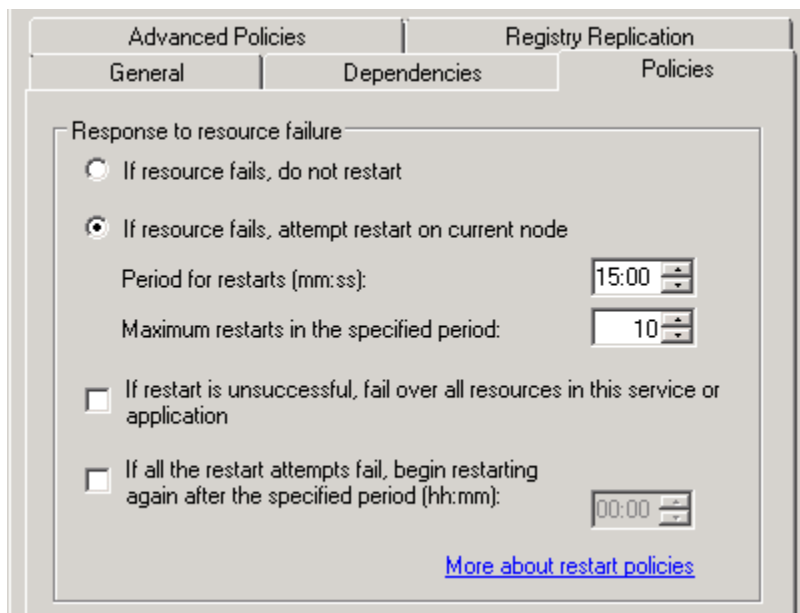 Advanced Policies
Registry Replication
General
Dependencies
Policies
Response to resource failure
If resource fails, do not restart
If resource fails, attempt restart on current node
Period for restarts (mm:ss):
15:00
Maximum restarts in the specified period:
10
If restart is unsuccessful, fail over all resources in this service or
application
If all the restart attempts fail, begin restarting
again after the specified period (hh:mm):
00:00
More about restart policies